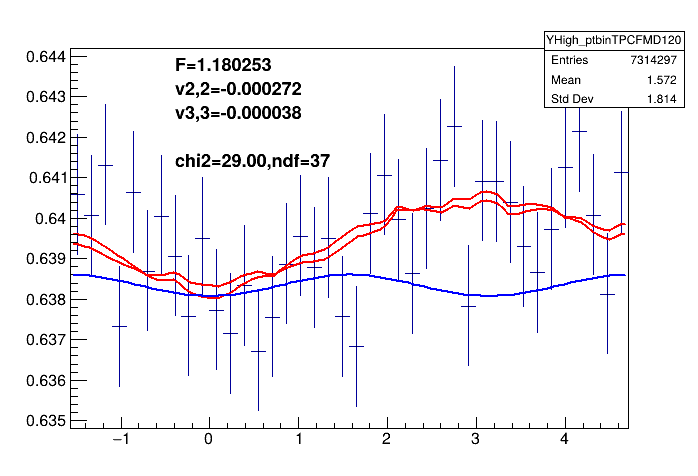 YHigh_ptbinTPCFMD120
Entries 7314297
Mean 1.572
Std Dev 1.814
F=1.180253
v2,2=-0.000272
v3,3=-0.000038
chi2=29.00,ndf=37
0.644
0.643
0.642
0.641
0.64
0.639
0.638
0.637
0.636
0.635
−1 0 1 2 3 4